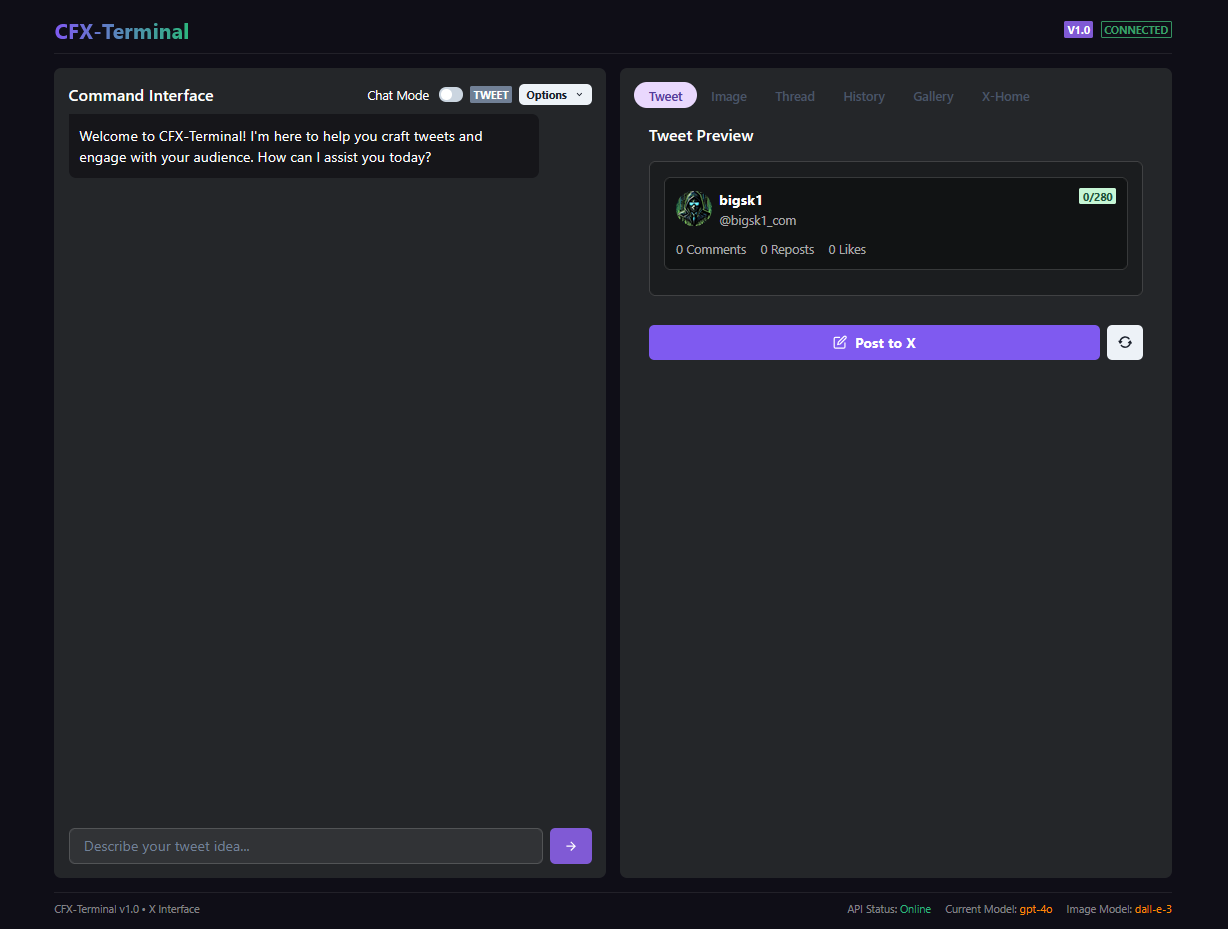 CFX-Terminal
V1.0 CONNECTED
Command Interface
Chat Mode TWEET Options
Welcome to CFX-Terminal! I'm here to help you craft tweets and
engage with your audience. How can I assist you today?
Describe your tweet idea...
Tweet Image Thread History Gallery X-Home
Tweet Preview
bigsk1
0/280
@bigsk1_com
0 Comments 0 Reposts 0 Likes
Post to X
CFX-Terminal v1.0 • X Interface
API Status: Online Current Model: gpt-4o Image Model: dall-e-3